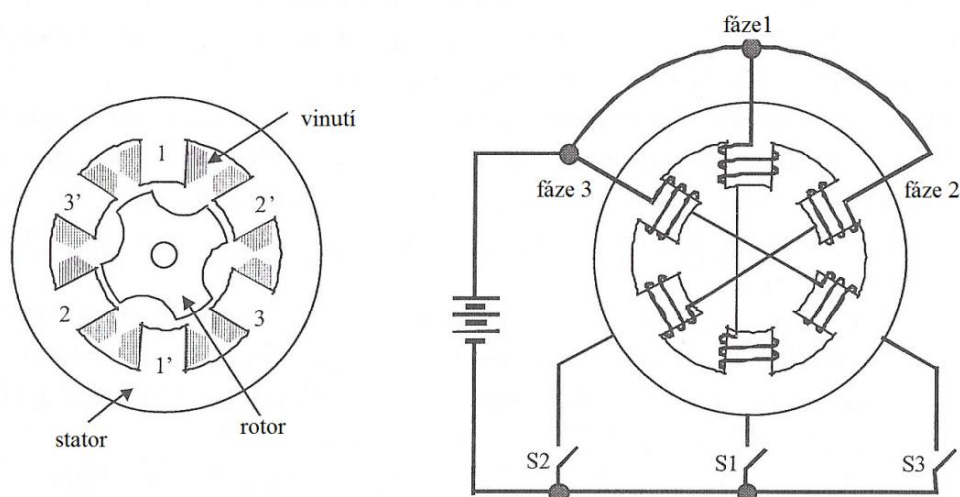 fáze1
vinutí
1
3’
2’
fáze 3
fáze 2
2
3
1’
stator
rotor
S2
S1
S3